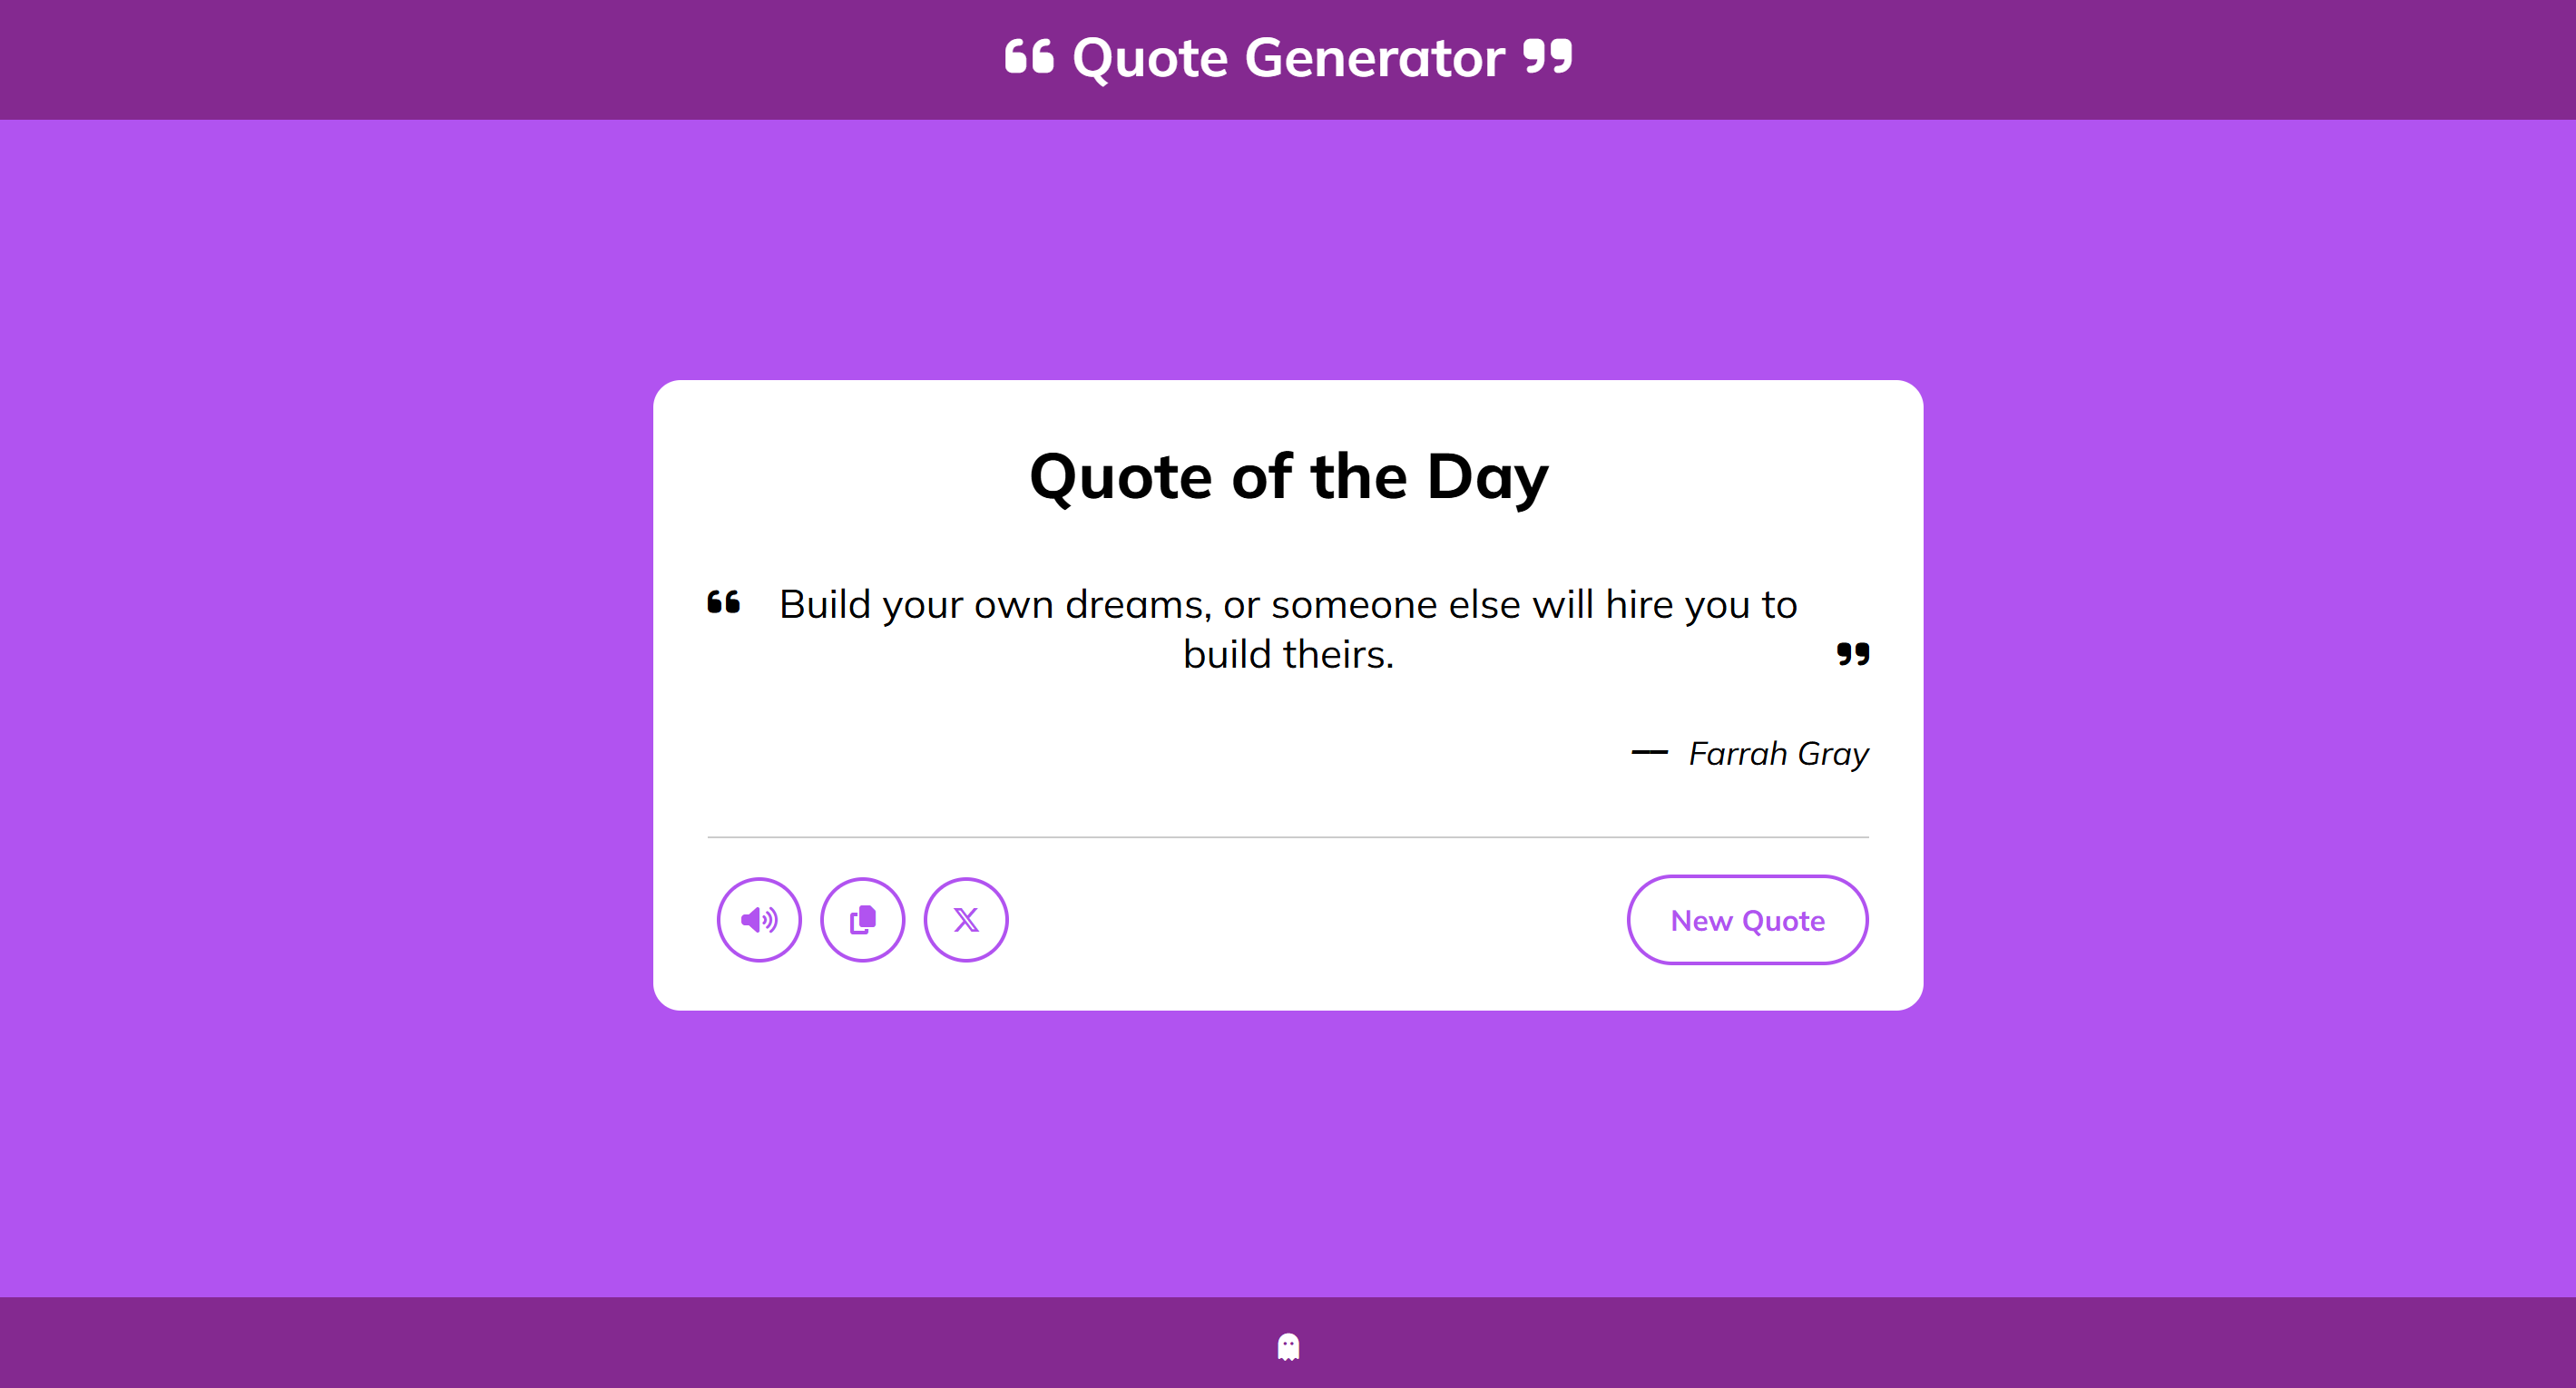 ❝ Quote Generator ❞
Quote of the Day
❝ Build your own dreams, or someone else will hire you to
build theirs. ❞
— Farrah Gray
New Quote